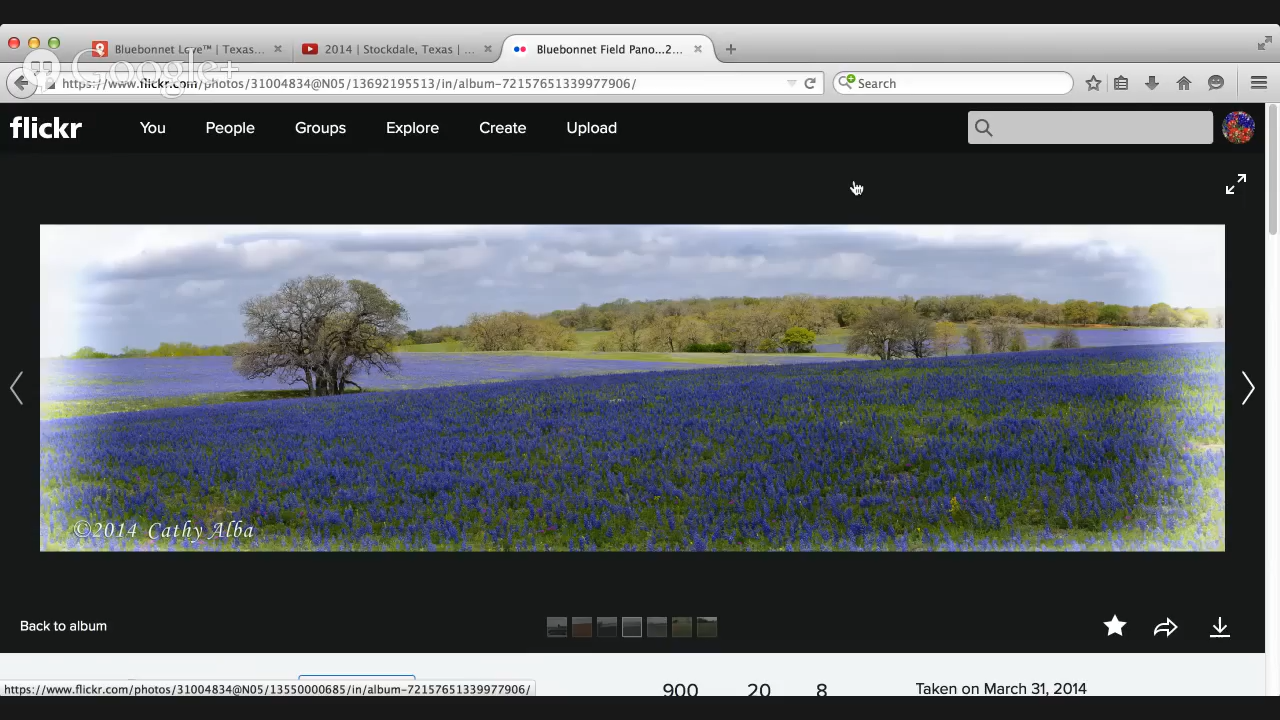 Bluebonnet Love™ | Texas...
2014 | Stockdale, Texas | ...
Bluebonnet Field Pano...2...
Google+
https://www.flickr.com/photos/31004834@N05/13692195513/in/album-72157651339977906/
Search
flickr
You
People
Groups
Explore
Create
Upload
©2014 Cathy Alba
Back to album
https://www.flickr.com/photos/31004834@N05/13550000685/in/album-72157651339977906/
900
20
8
Taken on March 31, 2014